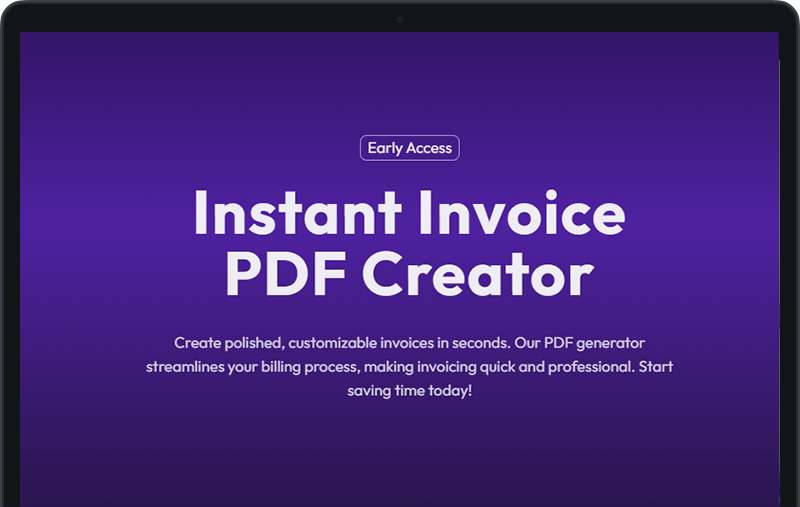 Early Access
Instant Invoice
PDF Creator
Create polished, customizable invoices in seconds. Our PDF generator
streamlines your billing process, making invoicing quick and professional. Start
saving time today!